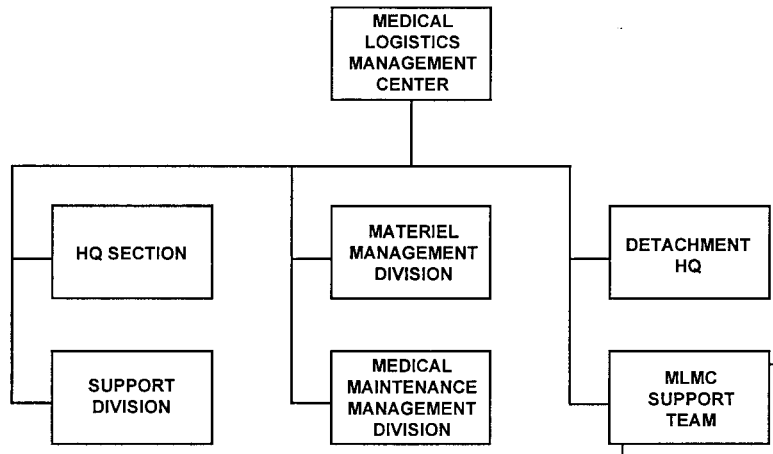 MEDICAL
LOGISTICS
MANAGEMENT
CENTER
HQ SECTION
MATERIEL
MANAGEMENT
DIVISION
DETACHMENT
HQ
SUPPORT
DIVISION
MEDICAL
MAINTENANCE
MANAGEMENT
DIVISION
MLMC
SUPPORT
TEAM